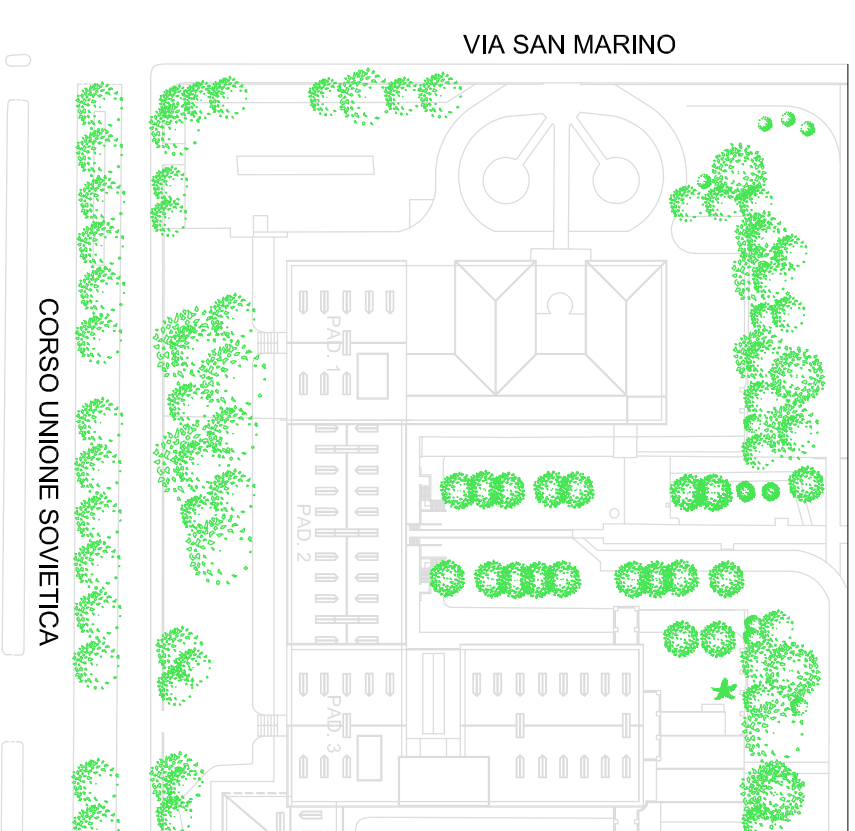 VIA SAN MARINO
CORSO UNIONE SOVIETICA
PAD. 1
PAD. 2
PAD. 3